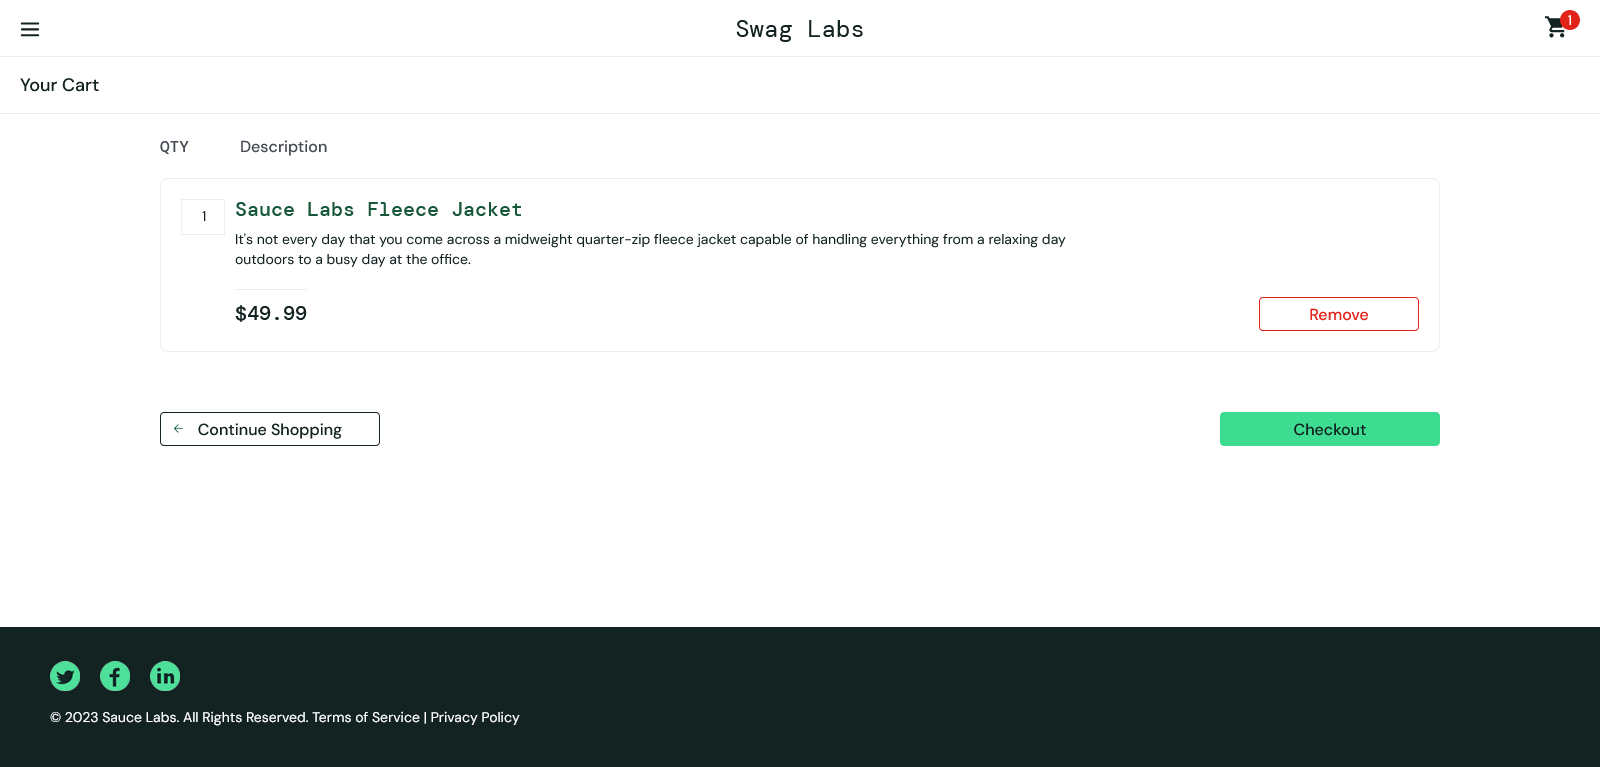 Swag Labs
1
Your Cart
QTY Description
1
Sauce Labs Fleece Jacket
It's not every day that you come across a midweight quarter-zip fleece jacket capable of handling everything from a relaxing day
outdoors to a busy day at the office.
$49.99
Remove
Continue Shopping
Checkout
© 2023 Sauce Labs. All Rights Reserved. Terms of Service | Privacy Policy